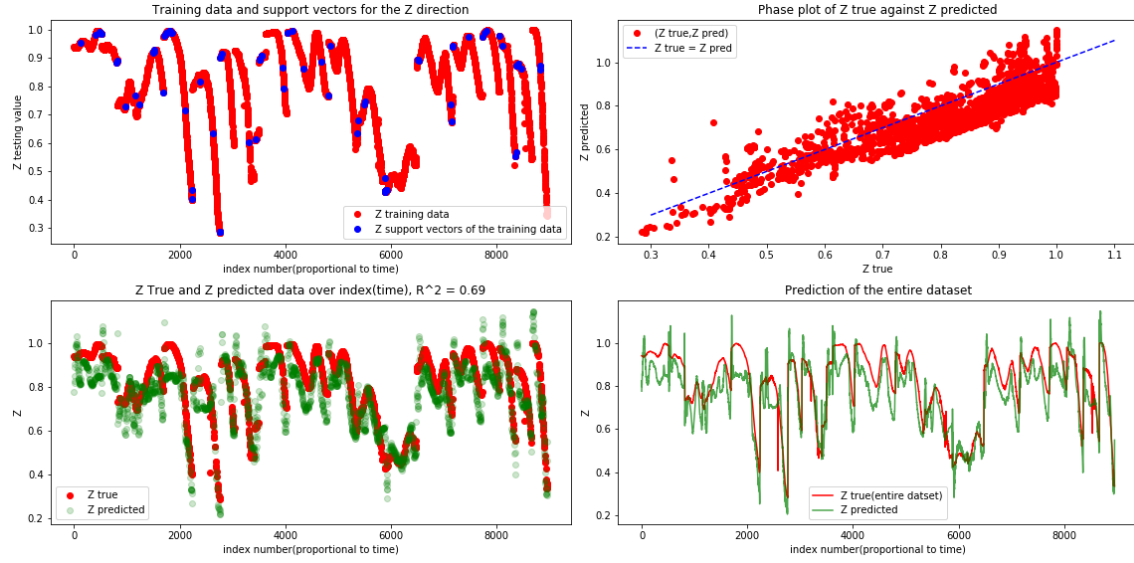 Training data and support vectors for the Z direction
Z testing value
1.0
0.9
0.8
0.7
0.6
0.5
0.4
0.3
Z training data
Z support vectors of the training data
0
2000
4000
6000
8000
index number(proportional to time)
Phase plot of Z true against Z predicted
Z predicted
1.0
0.8
0.6
0.4
0.2
(Z true,Z pred)
Z true = Z pred
0.3
0.4
0.5
0.6
0.7
0.8
0.9
1.0
1.1
Z true
Z True and Z predicted data over index(time), R^2 = 0.69
Z
1.0
0.8
0.6
0.4
0.2
Z true
Z predicted
0
2000
4000
6000
8000
index number(proportional to time)
Prediction of the entire dataset
Z
1.0
0.8
0.6
0.4
0.2
Z true(entire datset)
Z predicted
0
2000
4000
6000
8000
index number(proportional to time)